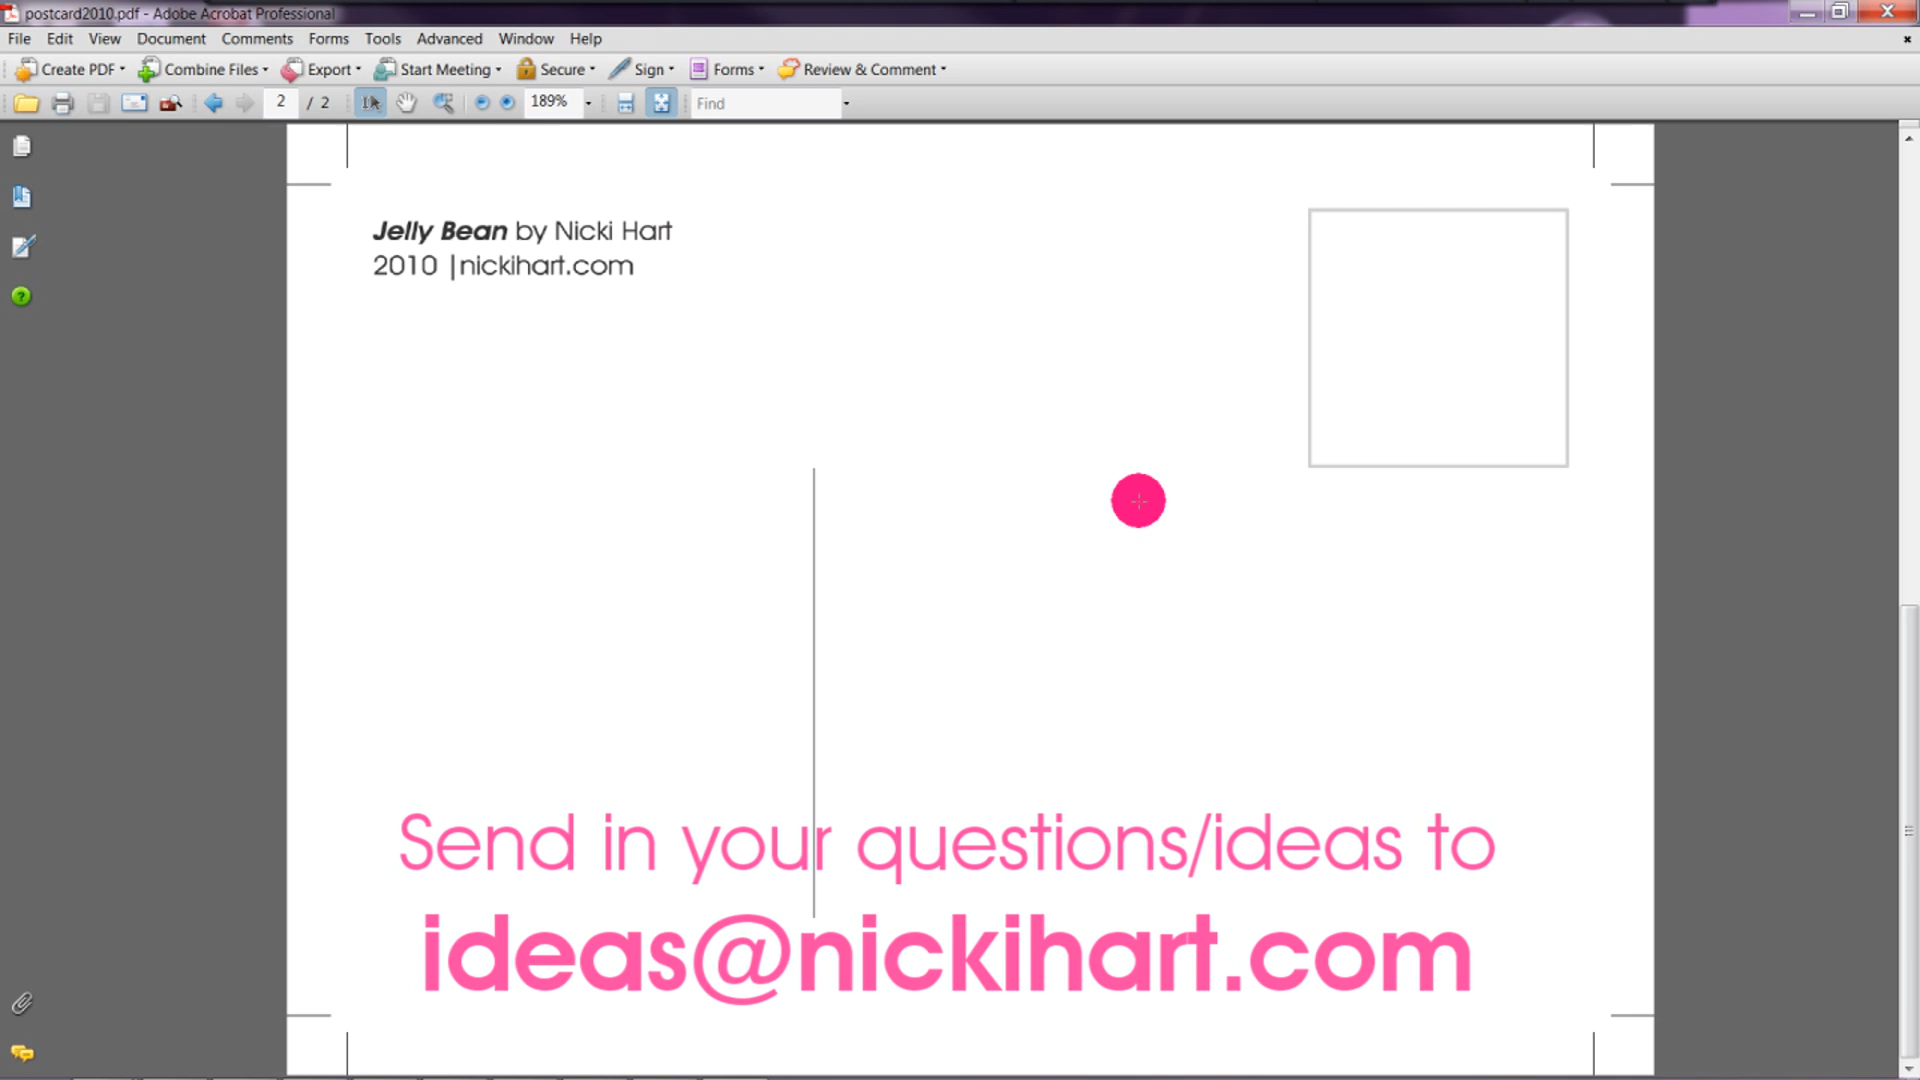 postcard2010.pdf - Adobe Acrobat Professional
File Edit View Document Comments Forms Tools Advanced Window Help
Create PDF Combine Files Export Start Meeting Secure Sign Forms Review & Comment
2 / 2 189% Find
Jelly Bean by Nicki Hart
2010 |nickihart.com
Send in your questions/ideas to
ideas@nickihart.com